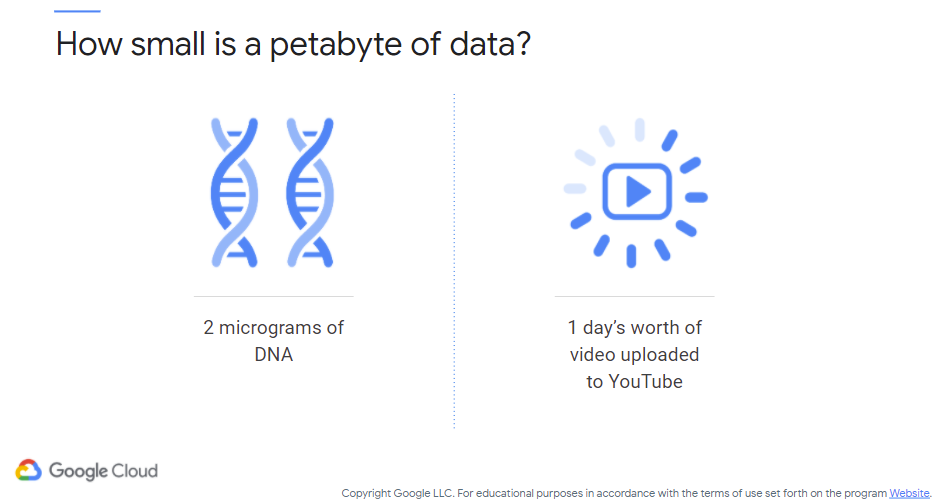 How small is a petabyte of data?
2 micrograms of
DNA
1 day’s worth of
video uploaded
to YouTube
Google Cloud
Copyright Google LLC. For educational purposes in accordance with the terms of use set forth on the program Website.